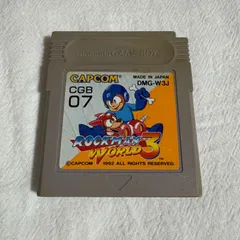 CAPCOM
MADE IN JAPAN
DMG-W3J
CGB
07
ROCKMAN
WORLD 3
©CAPCOM 1992 ALL RIGHTS RESERVED